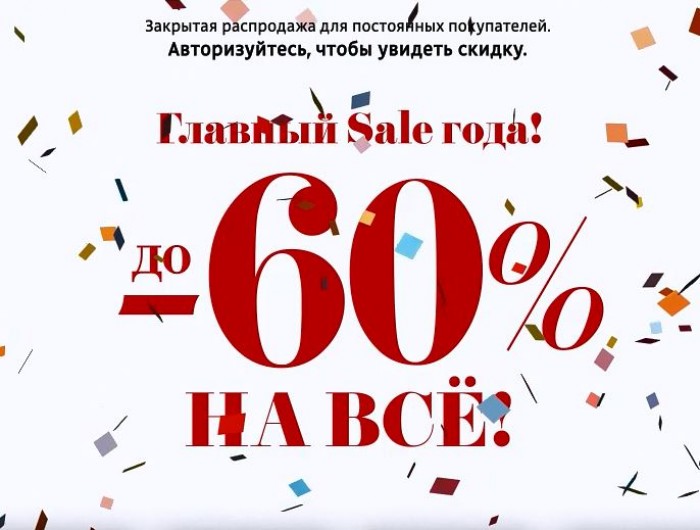 Закрытая распродажа для постоянных покупателей.
Авторизуйтесь, чтобы увидеть скидку.
Главный Sale года!
до
–60%
НА ВСЁ!